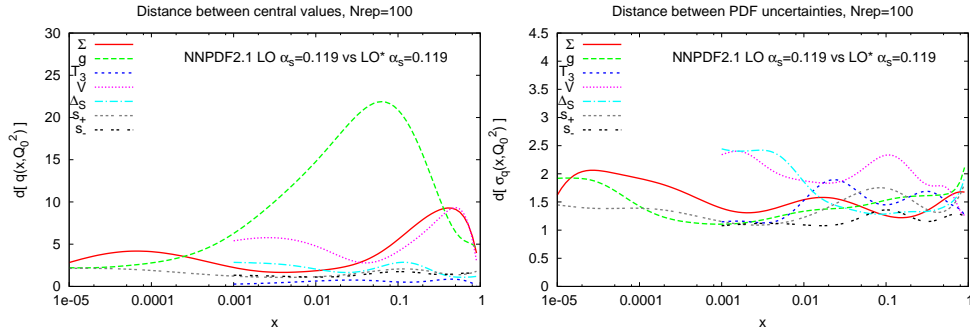 Distance between central values, Nrep=100
30
25
20
15
10
5
0
1e-05 0.0001 0.001 0.01 0.1 1
x
d[ q(x,Q₀²) ]
NNPDF2.1 LO αₛ=0.119 vs LO* αₛ=0.119
Σ
g
T₃
V
Δ_S
s₊
s₋
Distance between PDF uncertainties, Nrep=100
4.5
4
3.5
3
2.5
2
1.5
1
0.5
0
1e-05 0.0001 0.001 0.01 0.1 1
x
d[ σ_q(x,Q₀²) ]
NNPDF2.1 LO αₛ=0.119 vs LO* αₛ=0.119
Σ
g
T₃
V
Δ_S
s₊
s₋